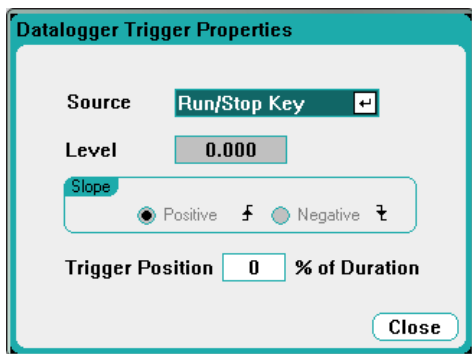 Datalogger Trigger Properties
Source Run/Stop Key
Level 0.000
Slope
Positive Negative
Trigger Position 0 % of Duration
Close